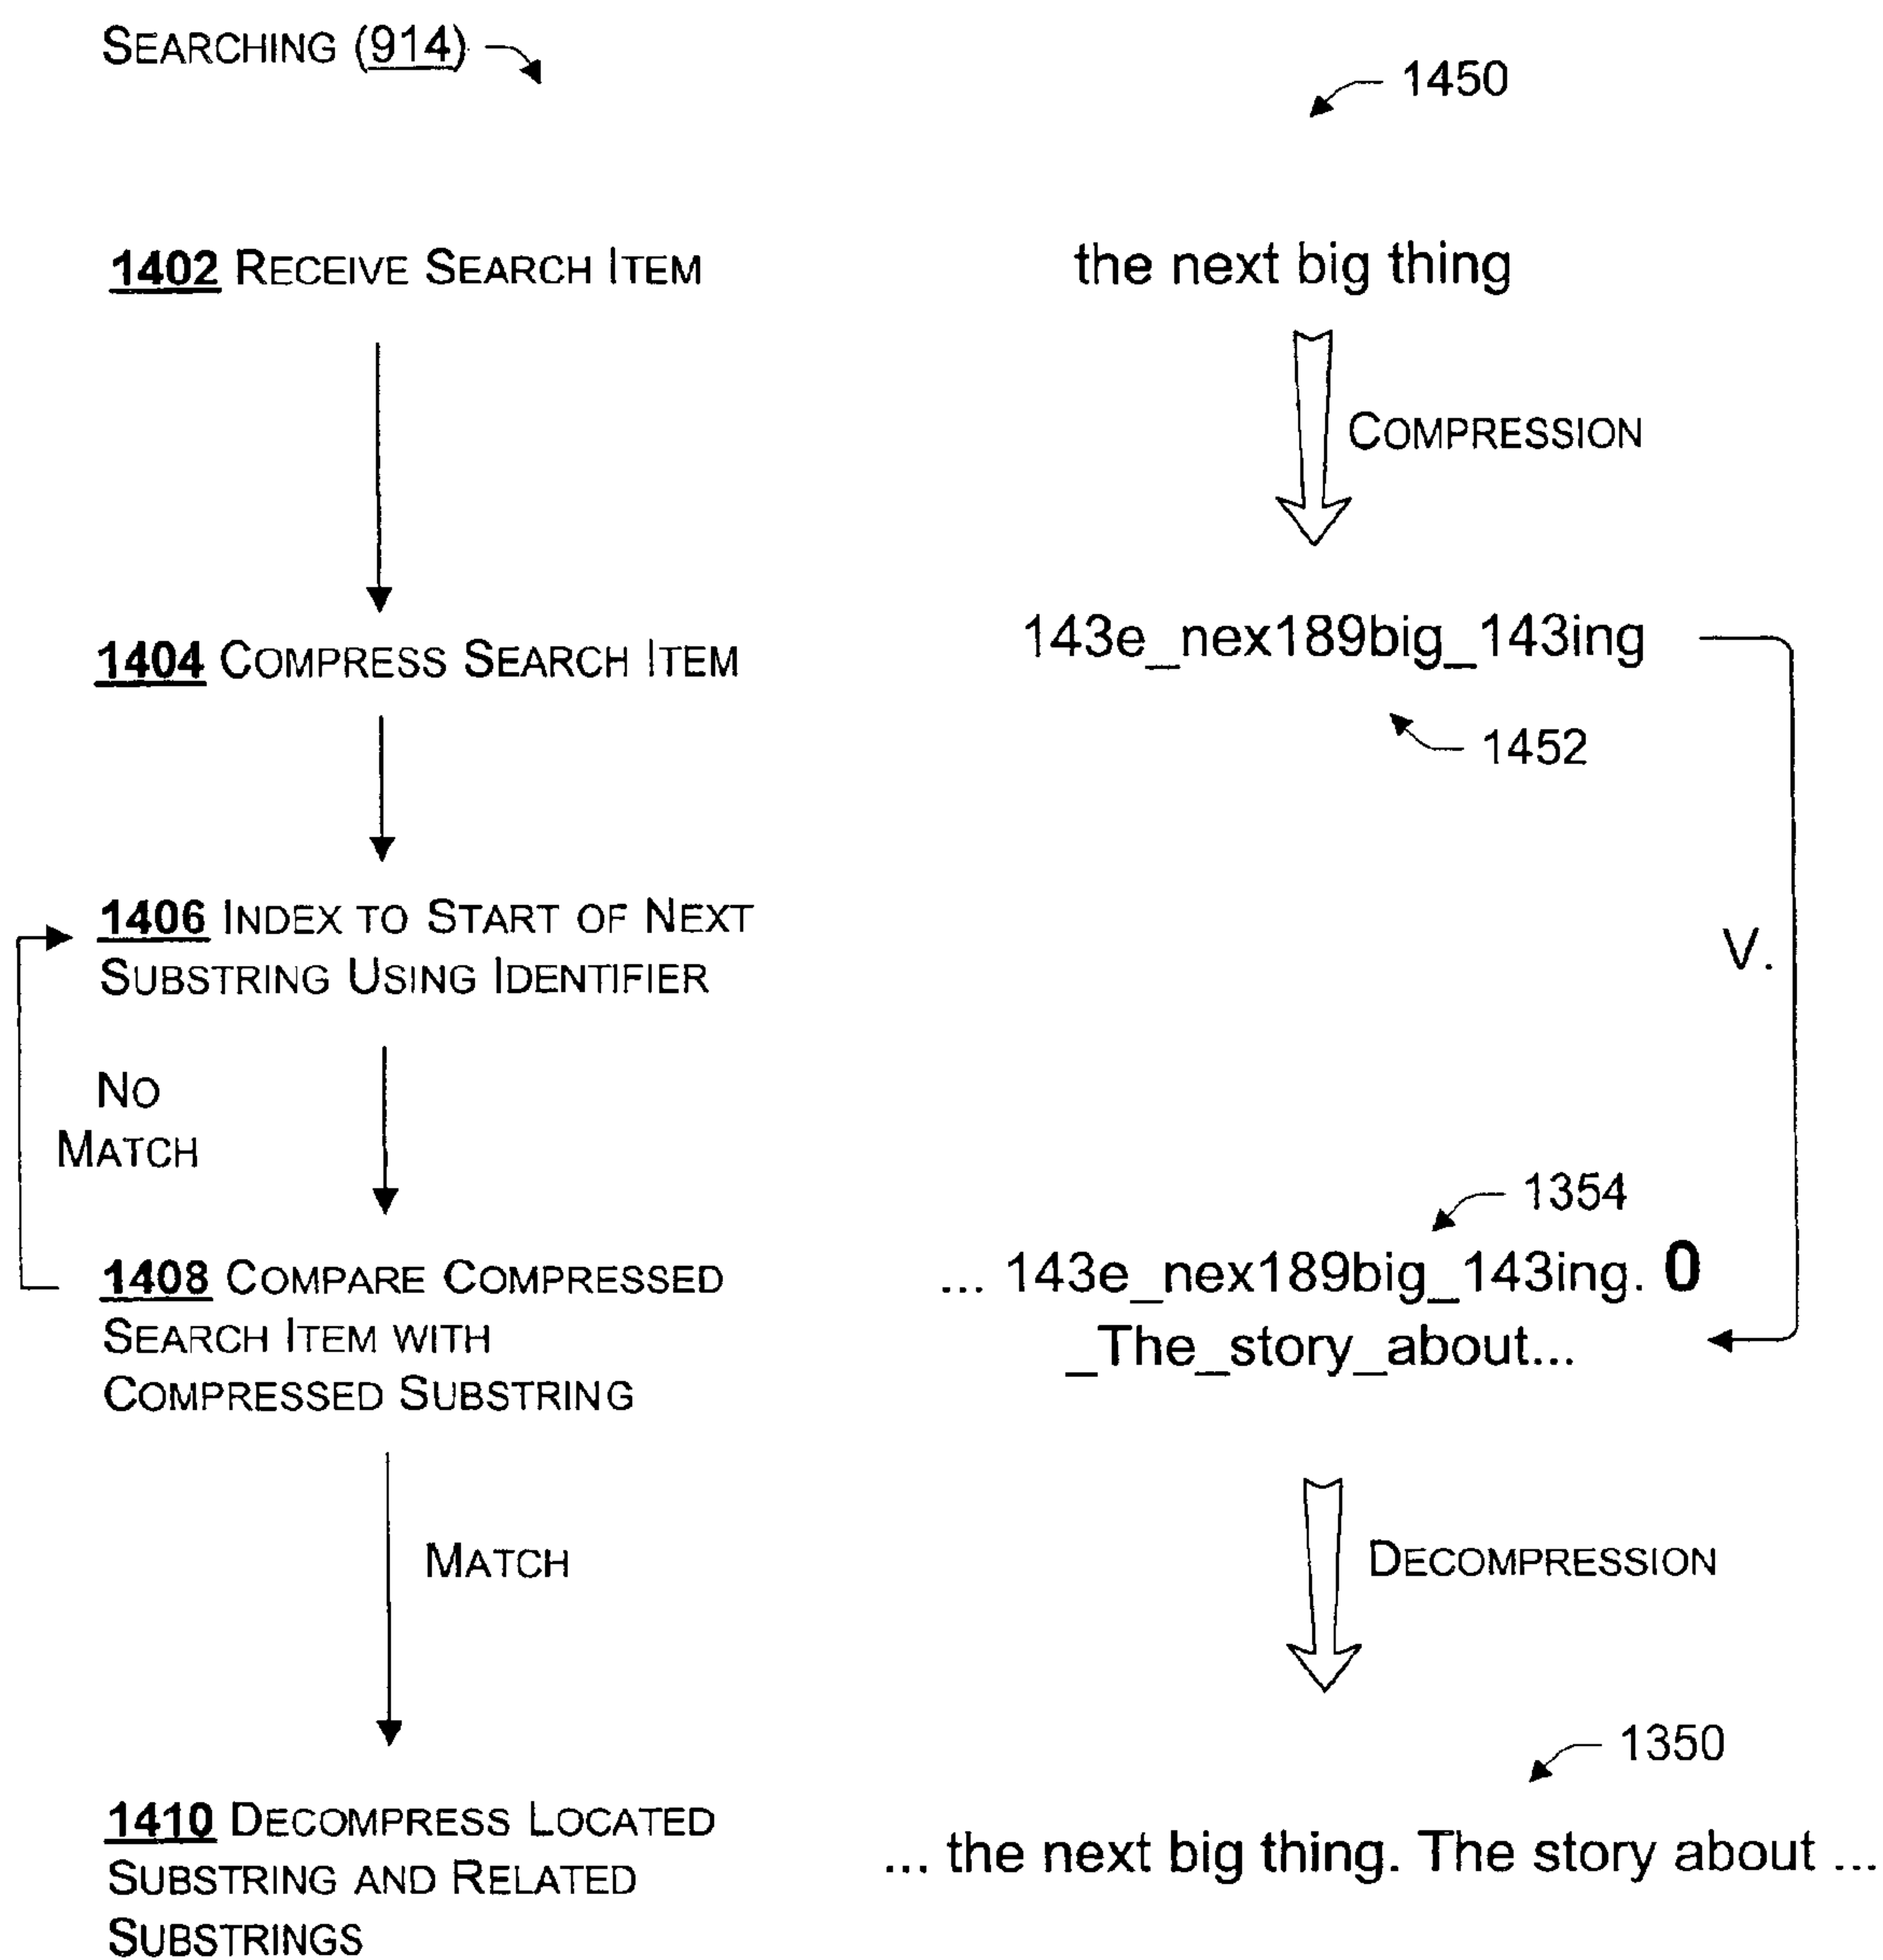 SEARCHING (914)
1450
1402 RECEIVE SEARCH ITEM
the next big thing
COMPRESSION
1404 COMPRESS SEARCH ITEM
143e_nex189big_143ing
1452
1406 INDEX TO START OF NEXT
SUBSTRING USING IDENTIFIER
V.
NO
MATCH
1354
1408 COMPARE COMPRESSED
SEARCH ITEM WITH
COMPRESSED SUBSTRING
... 143e_nex189big_143ing. 0
_The_story_about...
MATCH
DECOMPRESSION
1350
1410 DECOMPRESS LOCATED
SUBSTRING AND RELATED
SUBSTRINGS
... the next big thing. The story about ...